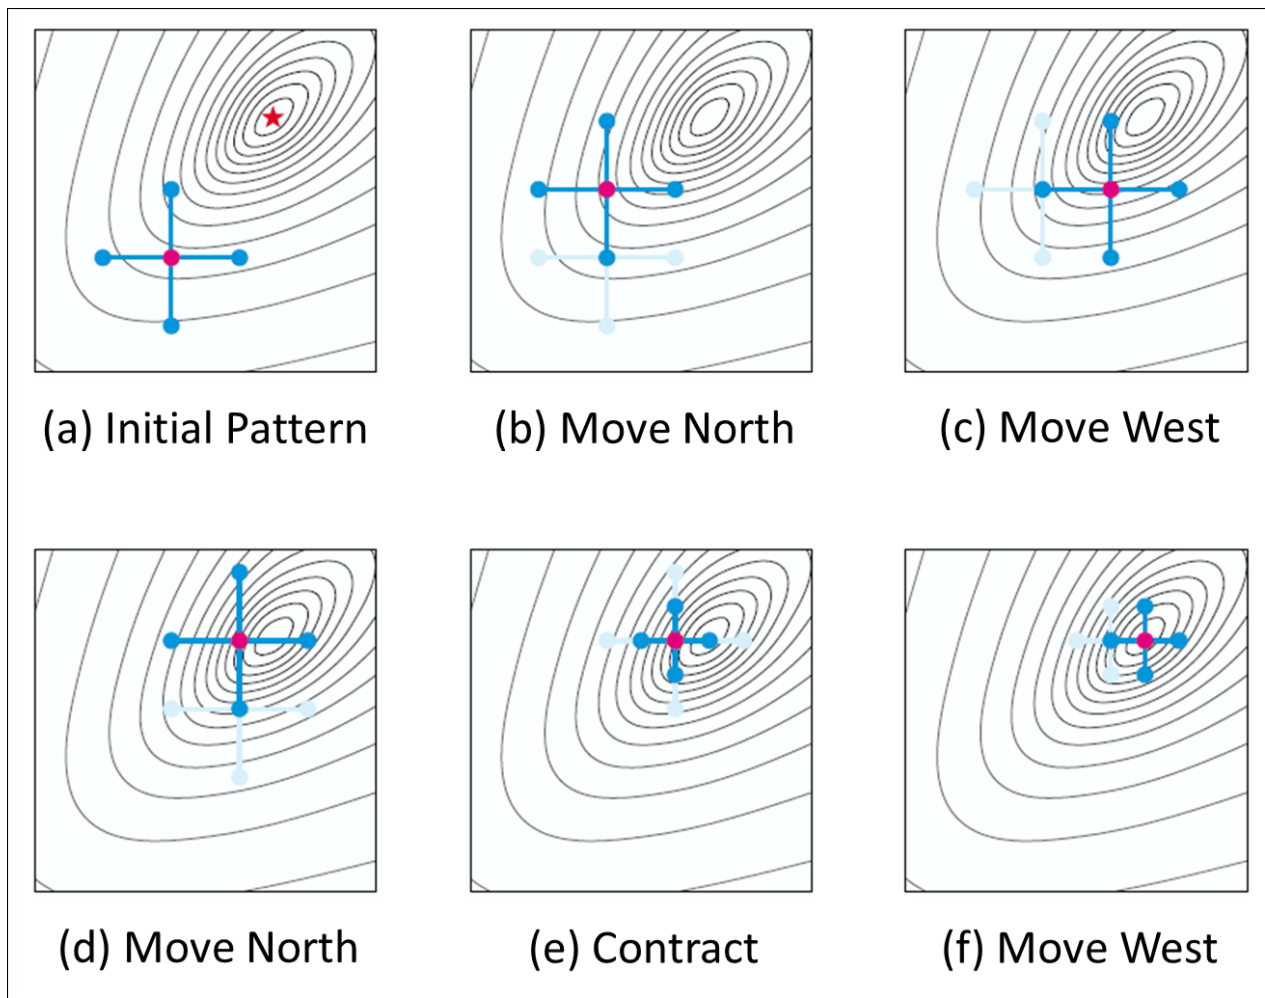 (a) Initial Pattern
(b) Move North
(c) Move West
(d) Move North
(e) Contract
(f) Move West